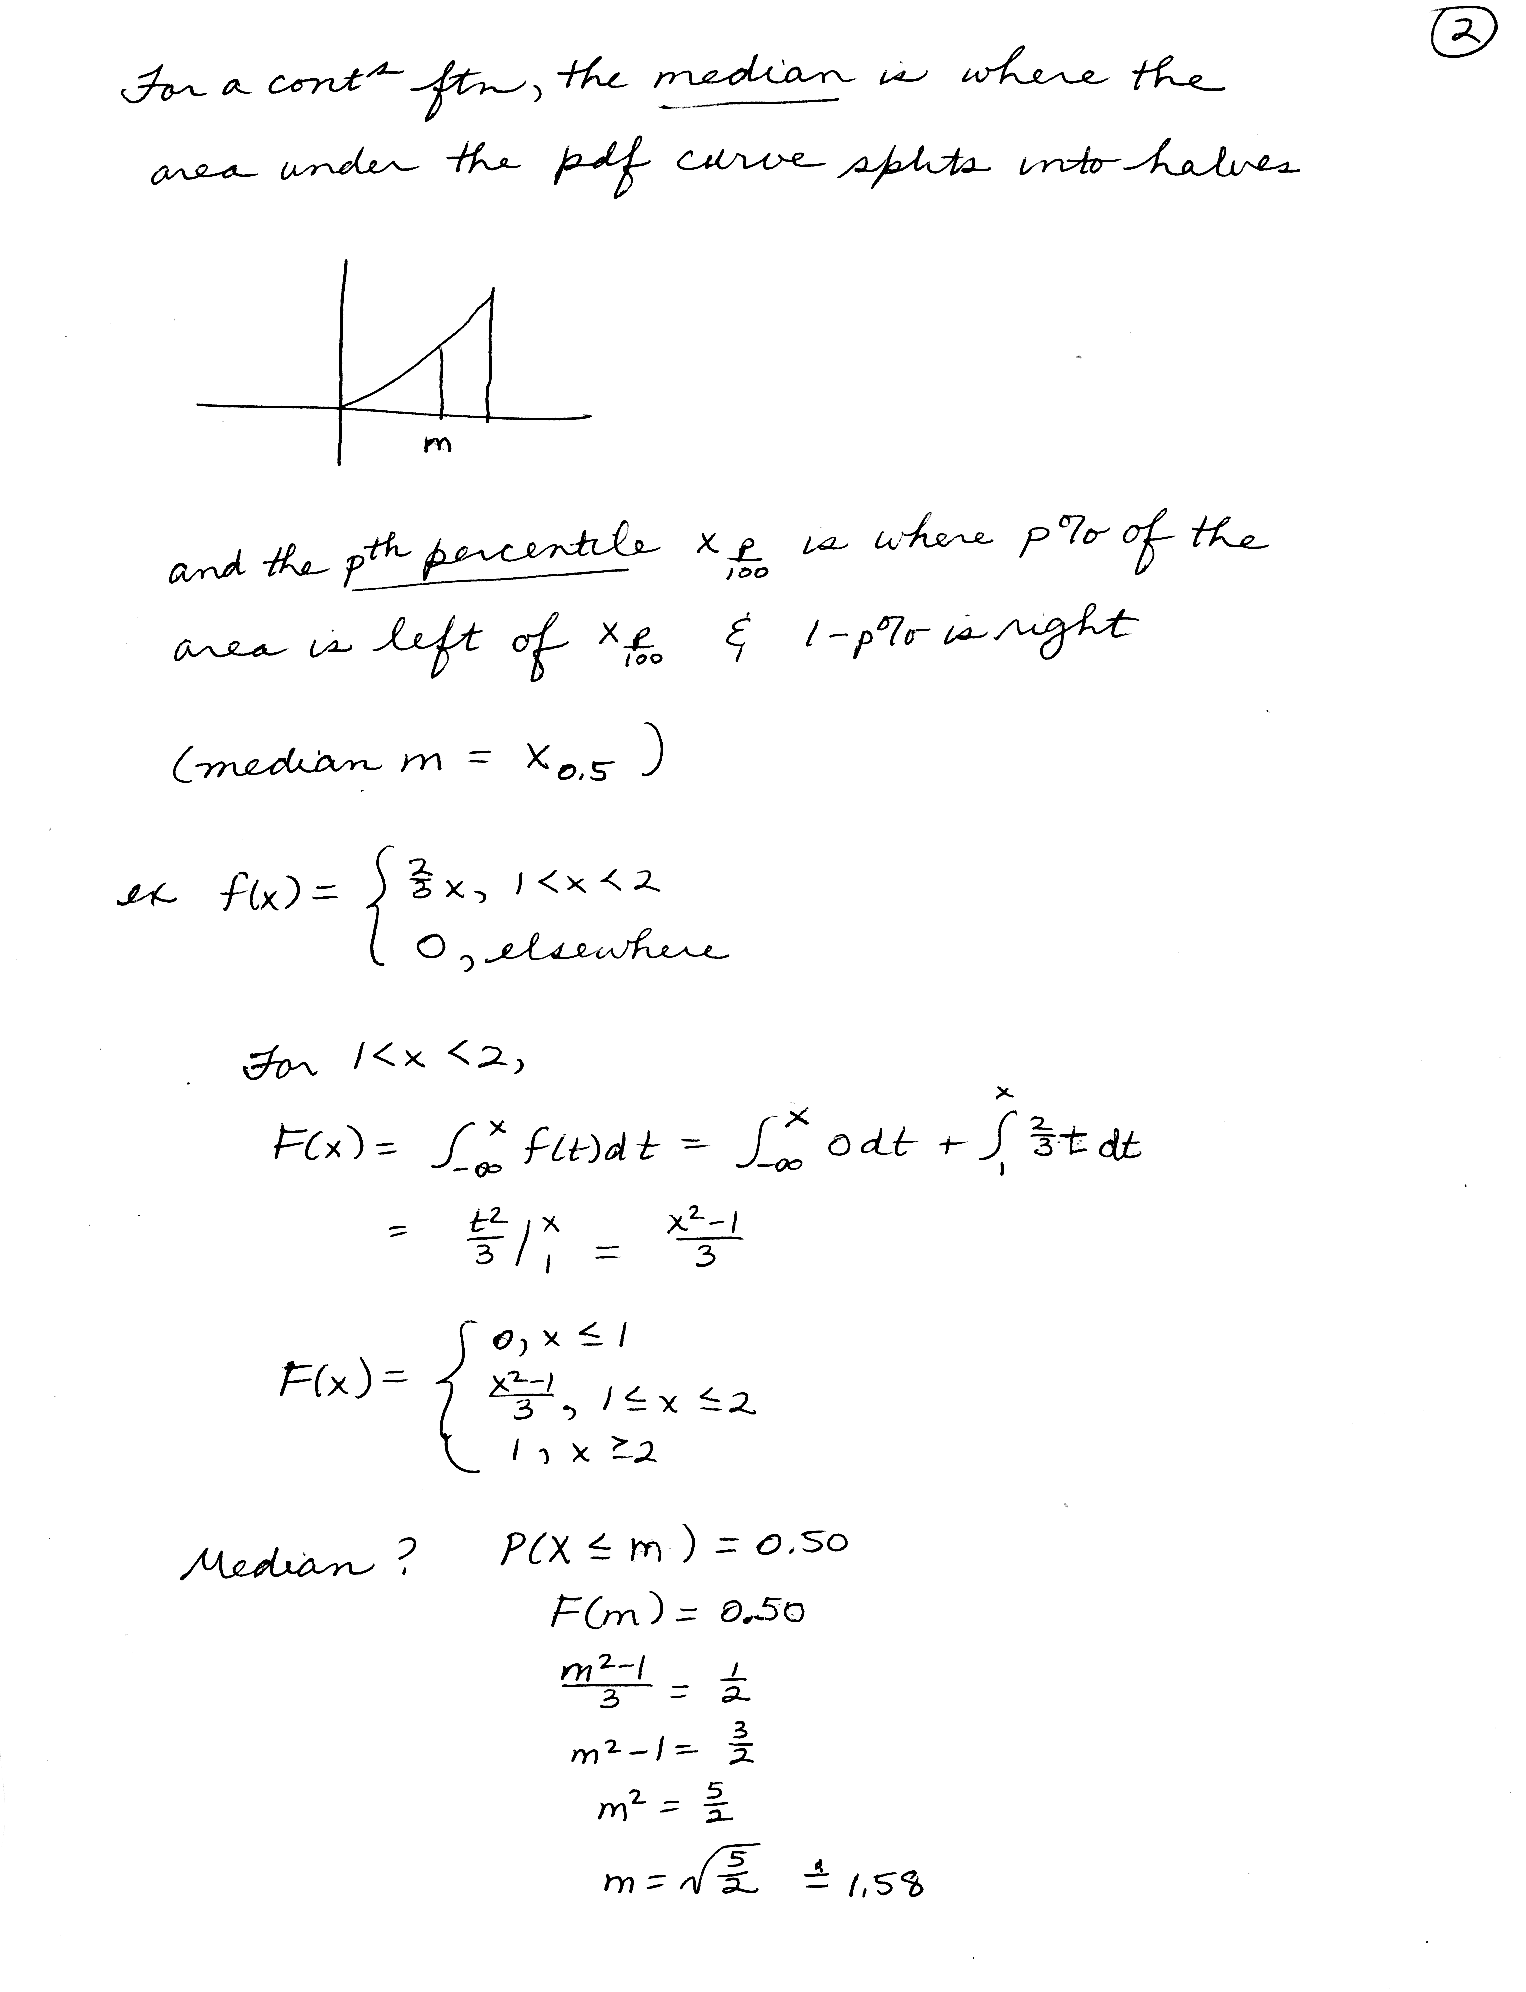 2
For a contˢ ftn, the median is where the
area under the pdf curve splits into halves
m
and the pth percentile x_{p/100} is where p% of the
area is left of x_{p/100} & 1-p% is right
(median m = x_{0.5})
ex f(x) = { 2/3 x, 1<x<2
0, elsewhere
For 1<x<2,
F(x) = ∫_{-∞}^{x} f(t)dt = ∫_{-∞}^{x} 0dt + ∫_{1}^{x} 2/3 t dt
= t²/3 |_{1}^{x} = (x²-1)/3
F(x) = { 0, x ≤ 1
(x²-1)/3, 1 ≤ x ≤ 2
1, x ≥ 2
Median? P(X ≤ m) = 0.50
F(m) = 0.50
(m²-1)/3 = 1/2
m²-1 = 3/2
m² = 5/2
m = √(5/2) ≐ 1.58